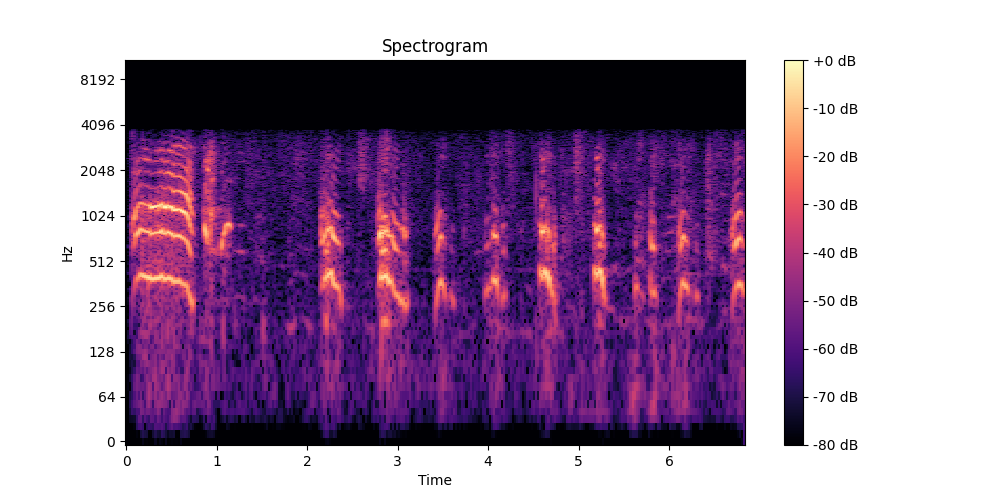 Spectrogram
8192
4096
2048
1024
512
256
128
64
0
Hz
0 1 2 3 4 5 6
Time
+0 dB
-10 dB
-20 dB
-30 dB
-40 dB
-50 dB
-60 dB
-70 dB
-80 dB